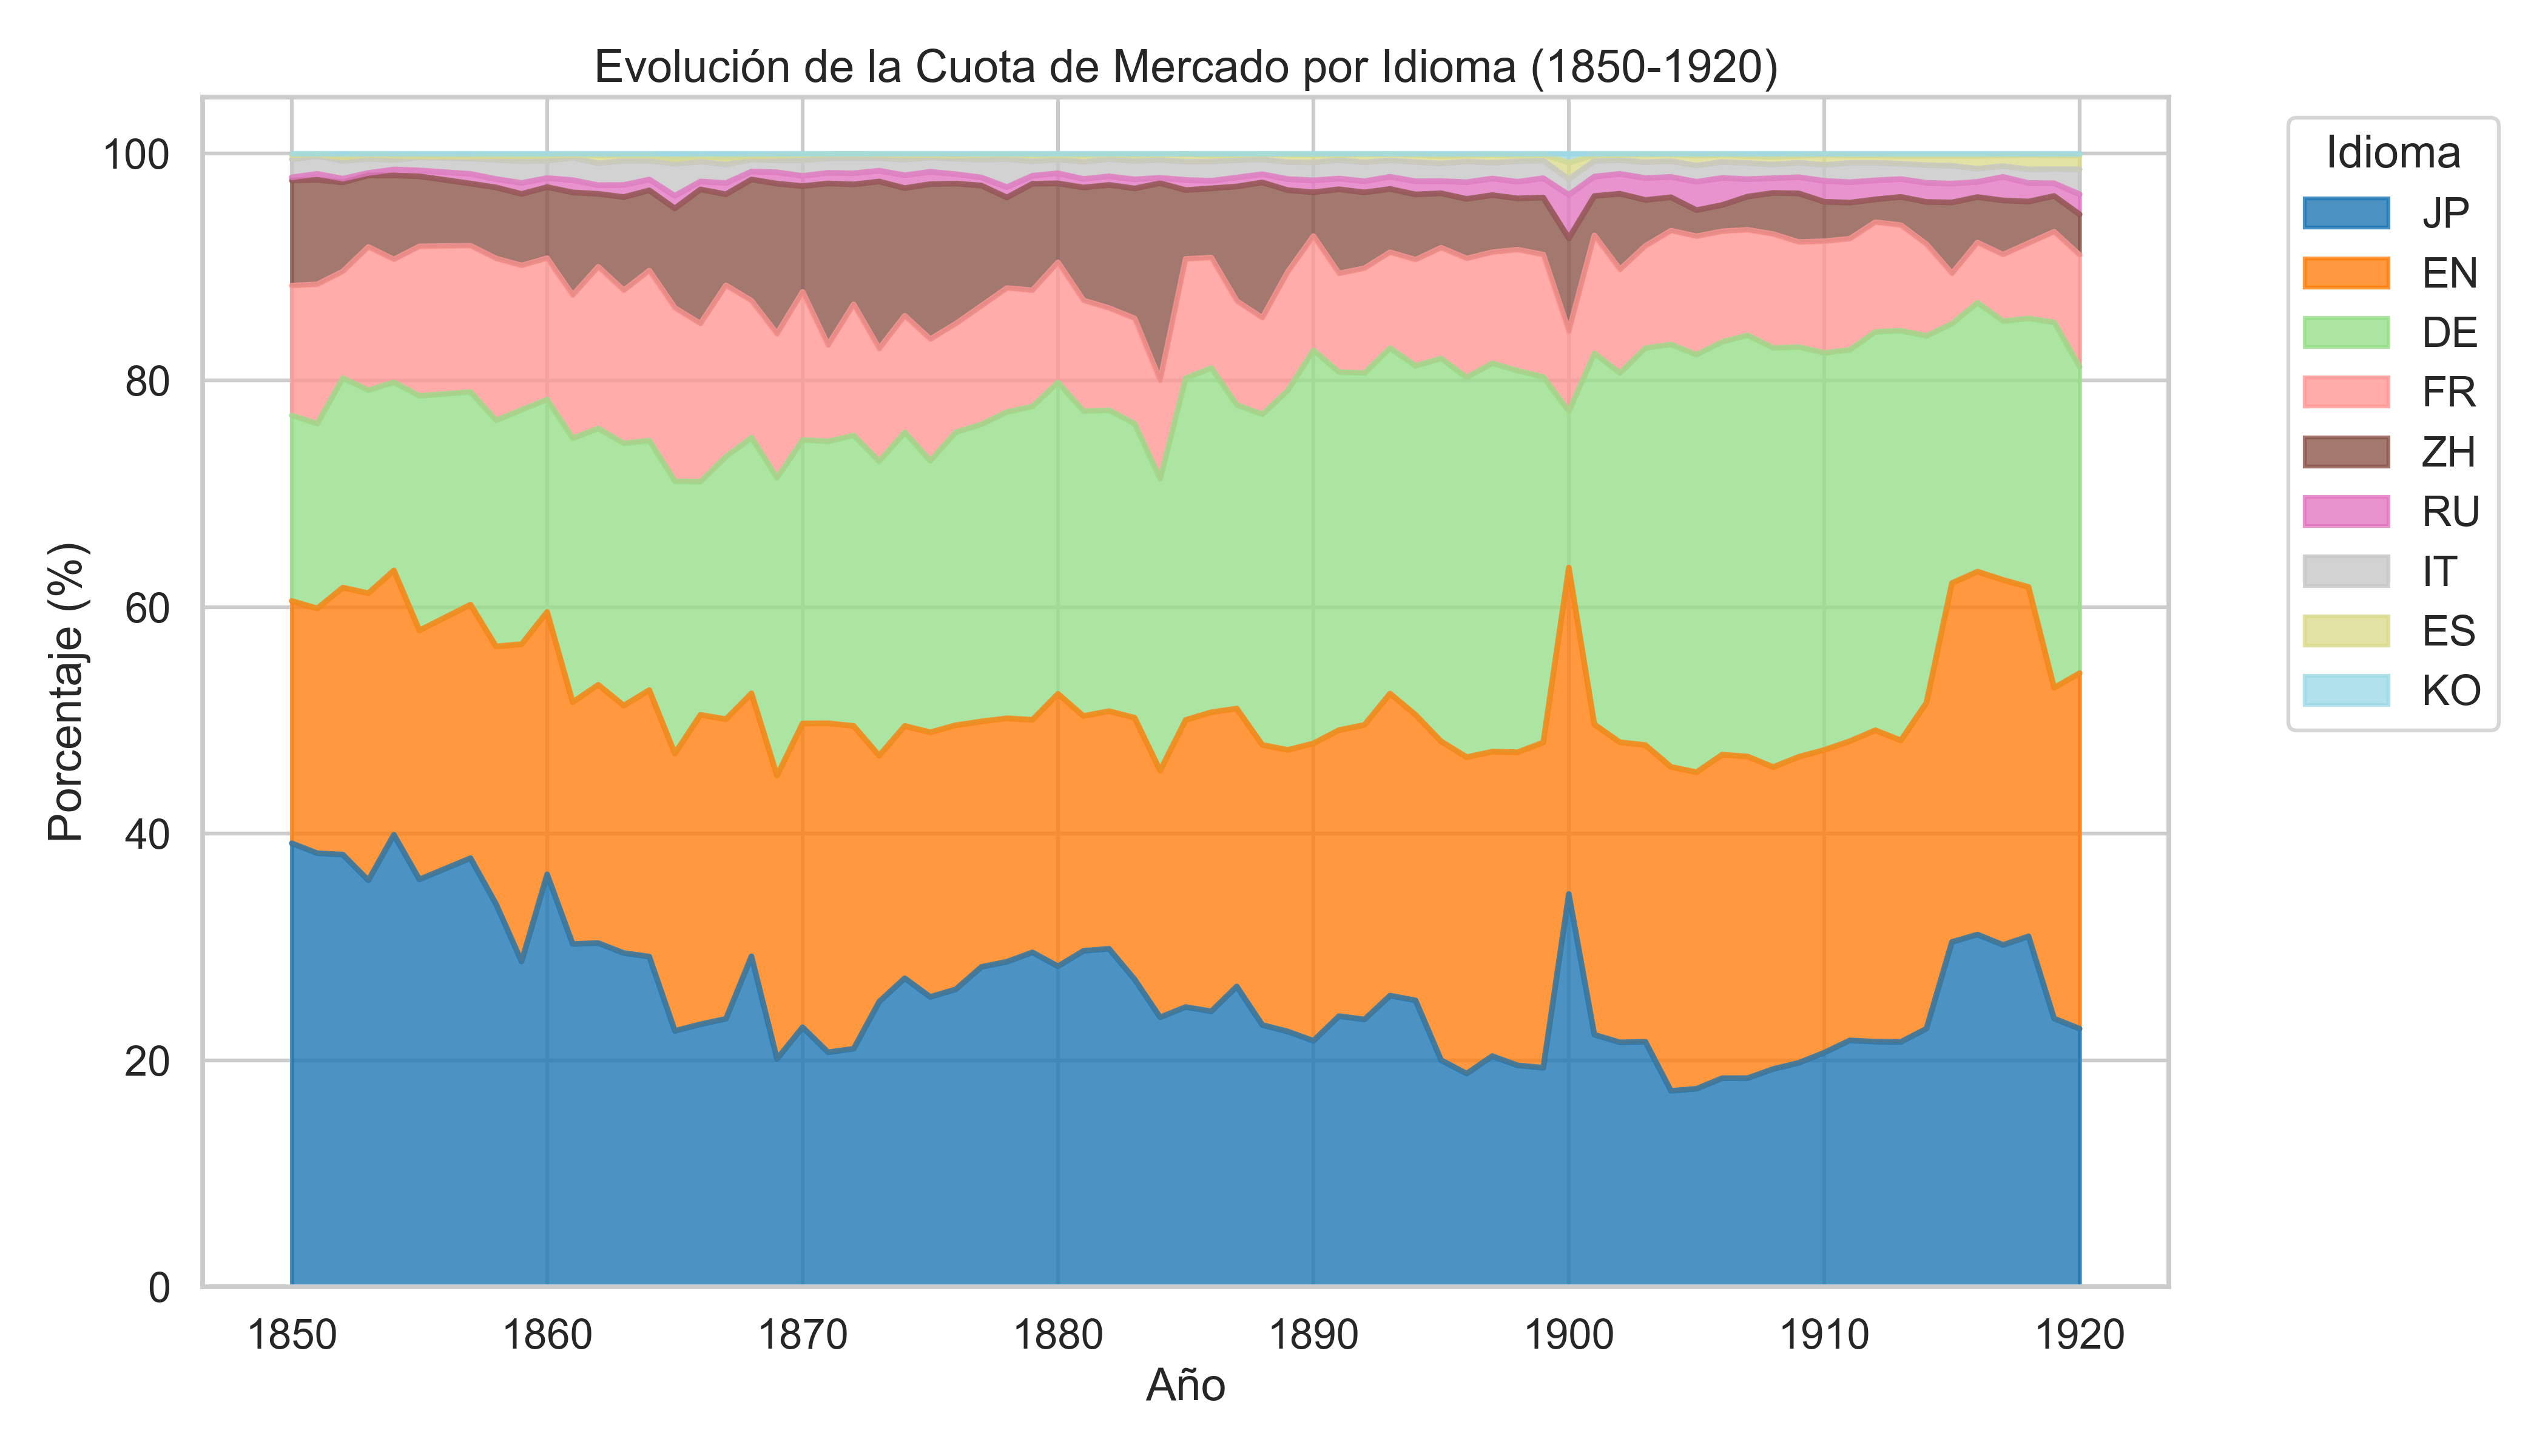 Evolución de la Cuota de Mercado por Idioma (1850-1920)
Porcentaje (%)
100
80
60
40
20
0
1850 1860 1870 1880 1890 1900 1910 1920
Año
Idioma
JP
EN
DE
FR
ZH
RU
IT
ES
KO